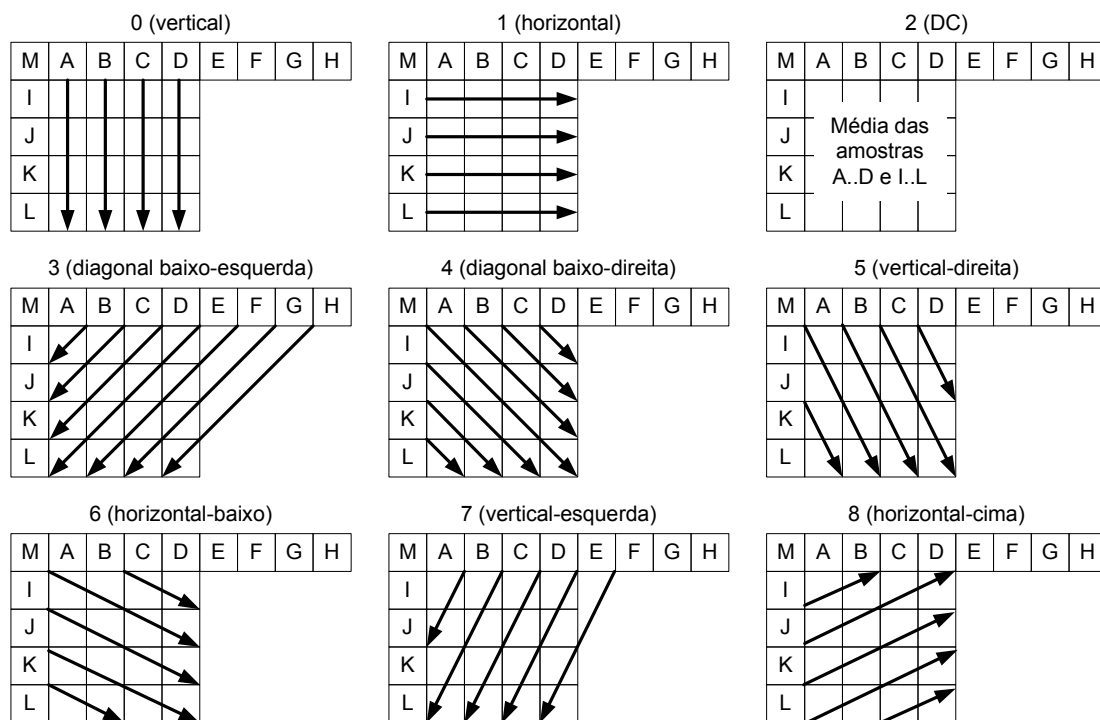 0 (vertical)
1 (horizontal)
2 (DC)
M A B C D E F G H
M A B C D E F G H
M A B C D E F G H
I
J
K
L
I
J
K
L
I
J
K
L
Média das
amostras
A..D e I..L
3 (diagonal baixo-esquerda)
4 (diagonal baixo-direita)
5 (vertical-direita)
M A B C D E F G H
M A B C D E F G H
M A B C D E F G H
I
J
K
L
I
J
K
L
I
J
K
L
6 (horizontal-baixo)
7 (vertical-esquerda)
8 (horizontal-cima)
M A B C D E F G H
M A B C D E F G H
M A B C D E F G H
I
J
K
L
I
J
K
L
I
J
K
L